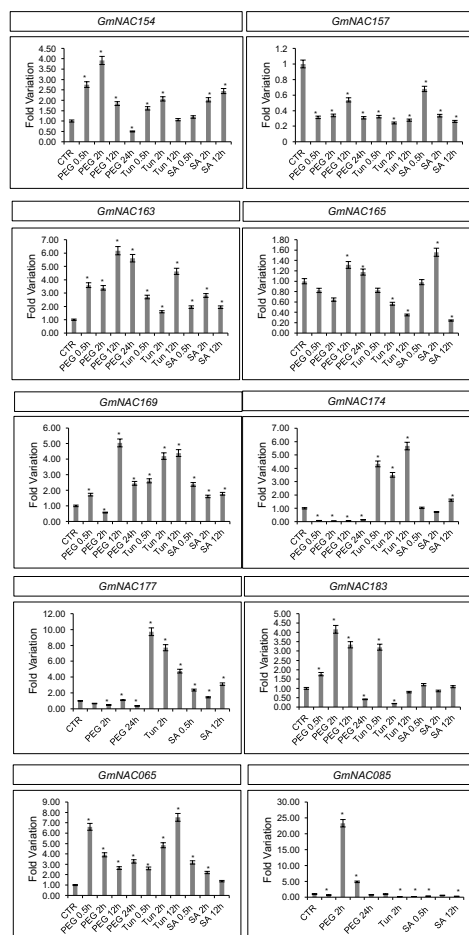 GmNAC154
Fold Variation
4.50
4.00
3.50
3.00
2.50
2.00
1.50
1.00
0.50
0.00
CTR
PEG 0.5h
PEG 2h
PEG 12h
PEG 24h
Tun 0.5h
Tun 2h
Tun 12h
SA 0.5h
SA 2h
SA 12h
GmNAC157
Fold Variation
1.2
1
0.8
0.6
0.4
0.2
0
CTR
PEG 0.5h
PEG 2h
PEG 12h
PEG 24h
Tun 0.5h
Tun 2h
Tun 12h
SA 0.5h
SA 2h
SA 12h
GmNAC163
Fold Variation
7.00
6.00
5.00
4.00
3.00
2.00
1.00
0.00
CTR
PEG 0.5h
PEG 2h
PEG 12h
PEG 24h
Tun 0.5h
Tun 2h
Tun 12h
SA 0.5h
SA 2h
SA 12h
GmNAC165
Fold Variation
1.80
1.60
1.40
1.20
1.00
0.80
0.60
0.40
0.20
0.00
CTR
PEG 0.5h
PEG 2h
PEG 12h
PEG 24h
Tun 0.5h
Tun 2h
Tun 12h
SA 0.5h
SA 2h
SA 12h
GmNAC169
Fold Variation
6.00
5.00
4.00
3.00
2.00
1.00
0.00
CTR
PEG 0.5h
PEG 2h
PEG 12h
PEG 24h
Tun 0.5h
Tun 2h
Tun 12h
SA 0.5h
SA 2h
SA 12h
GmNAC174
Fold Variation
7.00
6.00
5.00
4.00
3.00
2.00
1.00
0.00
CTR
PEG 0.5h
PEG 2h
PEG 12h
PEG 24h
Tun 0.5h
Tun 2h
Tun 12h
SA 0.5h
SA 2h
SA 12h
GmNAC177
Fold Variation
12.00
10.00
8.00
6.00
4.00
2.00
0.00
CTR
PEG 2h
PEG 24h
Tun 2h
SA 0.5h
SA 12h
GmNAC183
Fold Variation
5.00
4.50
4.00
3.50
3.00
2.50
2.00
1.50
1.00
0.50
0.00
CTR
PEG 0.5h
PEG 2h
PEG 12h
PEG 24h
Tun 0.5h
Tun 2h
Tun 12h
SA 0.5h
SA 2h
SA 12h
GmNAC065
Fold Variation
9.00
8.00
7.00
6.00
5.00
4.00
3.00
2.00
1.00
0.00
CTR
PEG 0.5h
PEG 2h
PEG 12h
PEG 24h
Tun 0.5h
Tun 2h
Tun 12h
SA 0.5h
SA 2h
SA 12h
GmNAC085
Fold Variation
30.00
25.00
20.00
15.00
10.00
5.00
0.00
CTR
PEG 2h
PEG 24h
Tun 2h
SA 0.5h
SA 12h